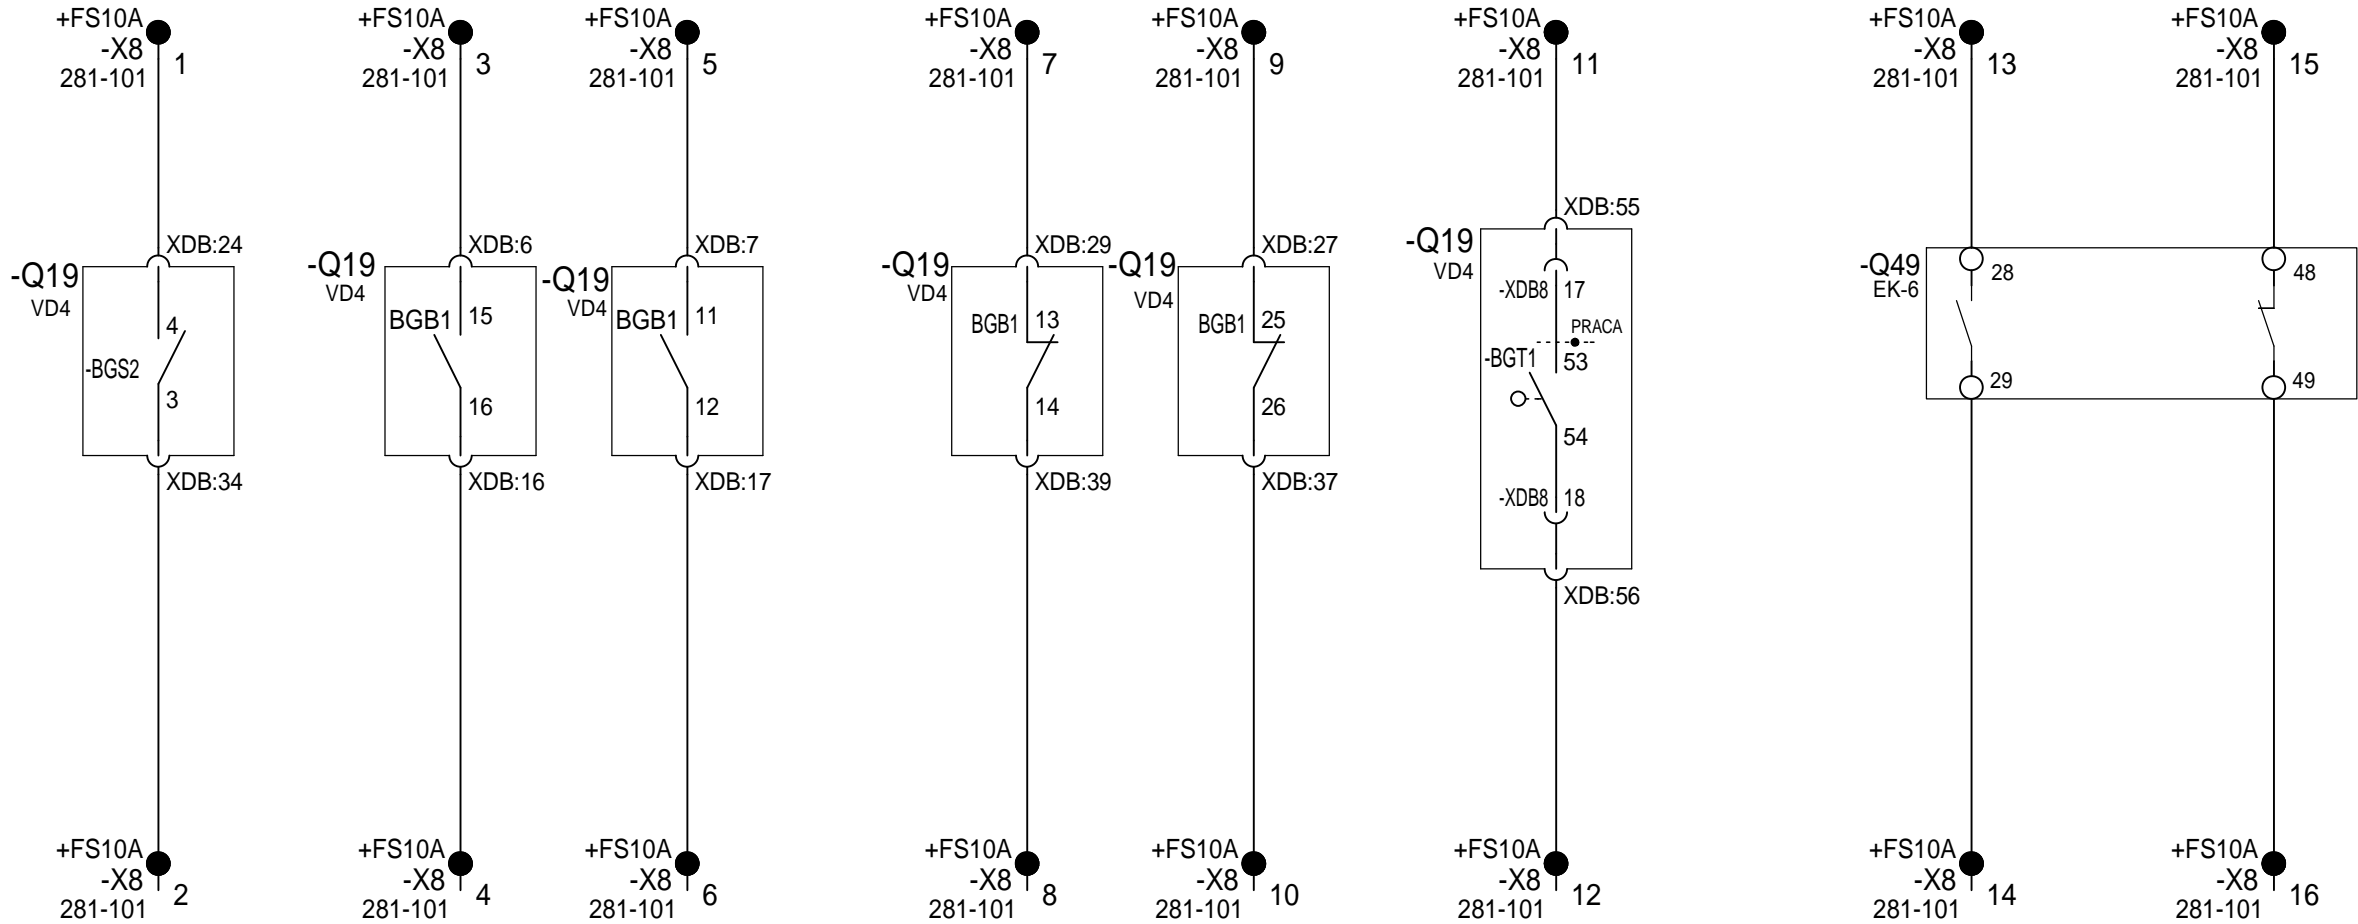 +FS10A
-X8
281-101
1
+FS10A
-X8
281-101
3
+FS10A
-X8
281-101
5
+FS10A
-X8
281-101
7
+FS10A
-X8
281-101
9
+FS10A
-X8
281-101
11
+FS10A
-X8
281-101
13
+FS10A
-X8
281-101
15
XDB:24
-Q19
VD4
4
-BGS2
3
XDB:34
XDB:6
-Q19
VD4
BGB1
15
16
XDB:16
XDB:7
-Q19
VD4
BGB1
11
12
XDB:17
XDB:29
-Q19
VD4
BGB1
13
14
XDB:39
XDB:27
-Q19
VD4
BGB1
25
26
XDB:37
XDB:55
-Q19
VD4
-XDB8
17
PRACA
-BGT1
53
54
-XDB8
18
XDB:56
-Q49
EK-6
28
29
48
49
+FS10A
-X8
281-101
2
+FS10A
-X8
281-101
4
+FS10A
-X8
281-101
6
+FS10A
-X8
281-101
8
+FS10A
-X8
281-101
10
+FS10A
-X8
281-101
12
+FS10A
-X8
281-101
14
+FS10A
-X8
281-101
16